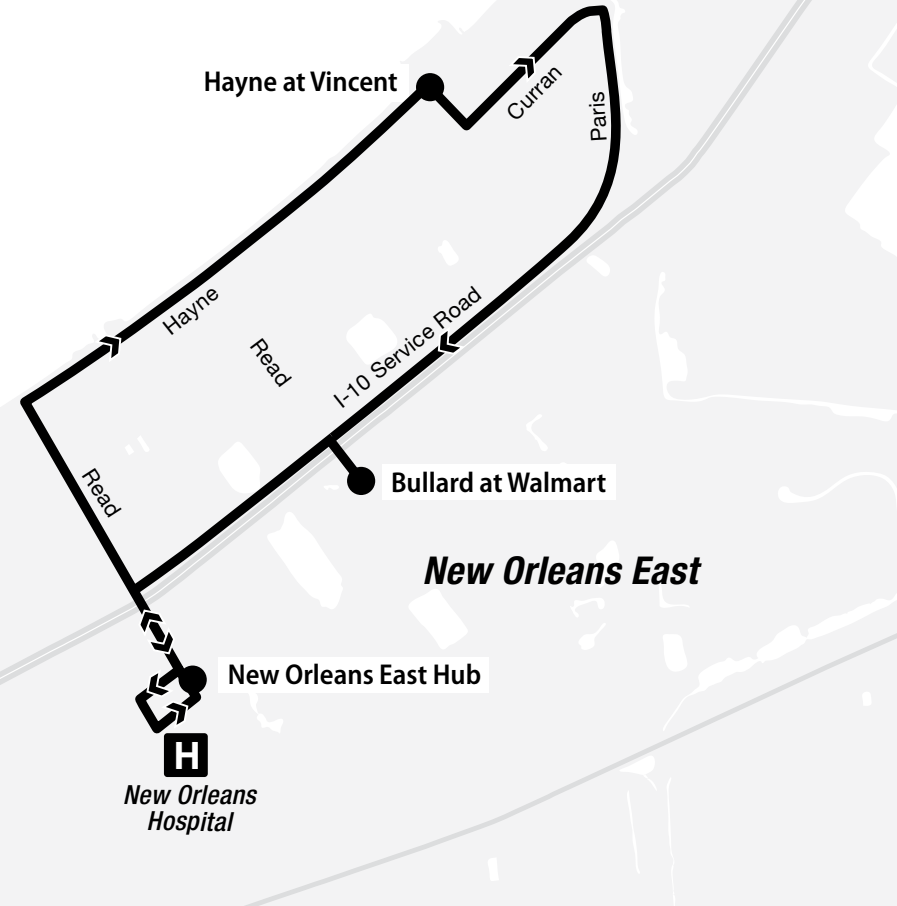 Hayne at Vincent
Curran
Paris
Hayne
Read
I-10 Service Road
Read
Bullard at Walmart
New Orleans East
New Orleans East Hub
H
New Orleans
Hospital